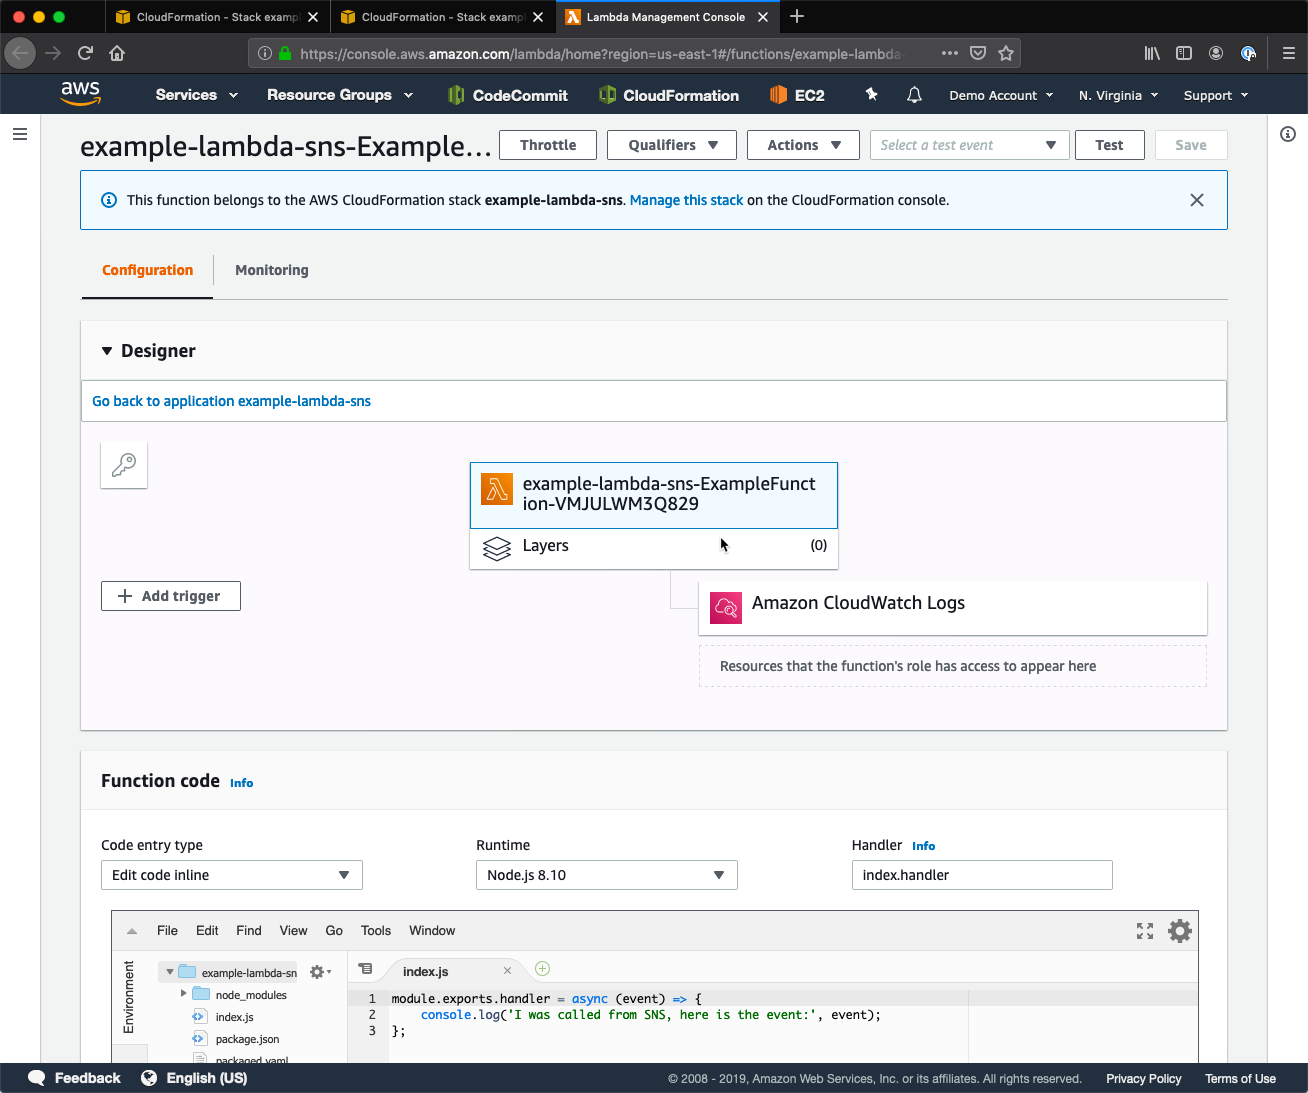 CloudFormation - Stack exampl
CloudFormation - Stack exampl
Lambda Management Console
https://console.aws.amazon.com/lambda/home?region=us-east-1#/functions/example-lambda-
aws
Services
Resource Groups
CodeCommit
CloudFormation
EC2
Demo Account
N. Virginia
Support
example-lambda-sns-Example...
Throttle
Qualifiers
Actions
Select a test event
Test
Save
This function belongs to the AWS CloudFormation stack example-lambda-sns. Manage this stack on the CloudFormation console.
Configuration
Monitoring
Designer
Go back to application example-lambda-sns
example-lambda-sns-ExampleFunct
ion-VMJULWM3Q829
Layers
(0)
Add trigger
Amazon CloudWatch Logs
Resources that the function's role has access to appear here
Function code Info
Code entry type
Runtime
Handler Info
Edit code inline
Node.js 8.10
index.handler
File Edit Find View Go Tools Window
Environment
example-lambda-sn
node_modules
index.js
package.json
packaged.yaml
index.js
1 module.exports.handler = async (event) => {
2 console.log('I was called from SNS, here is the event:', event);
3 };
Feedback
English (US)
© 2008 - 2019, Amazon Web Services, Inc. or its affiliates. All rights reserved.
Privacy Policy
Terms of Use